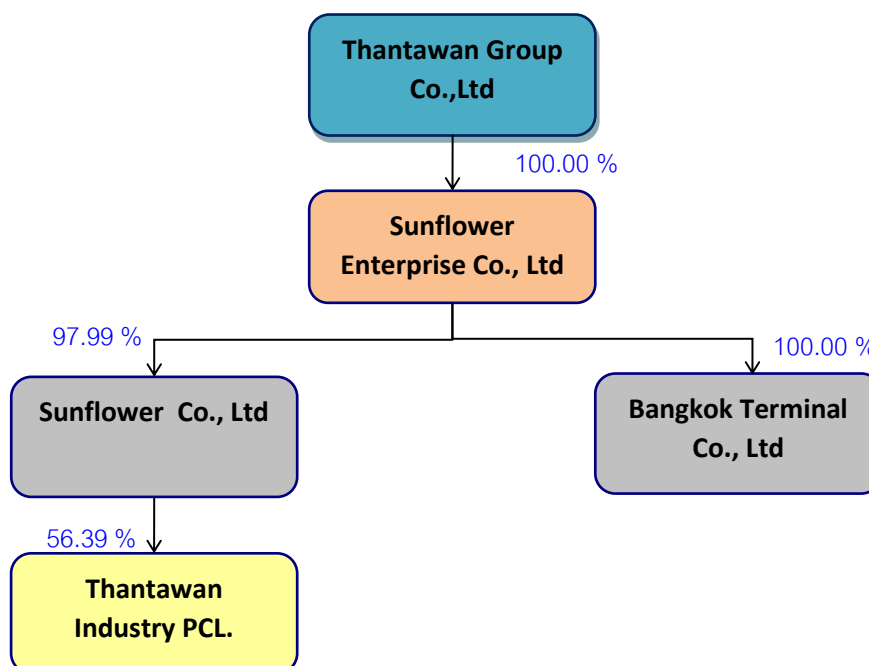 Thantawan Group
Co.,Ltd
100.00 %
Sunflower
Enterprise Co., Ltd
97.99 %
100.00 %
Sunflower  Co., Ltd
Bangkok Terminal
Co., Ltd
56.39 %
Thantawan
Industry PCL.